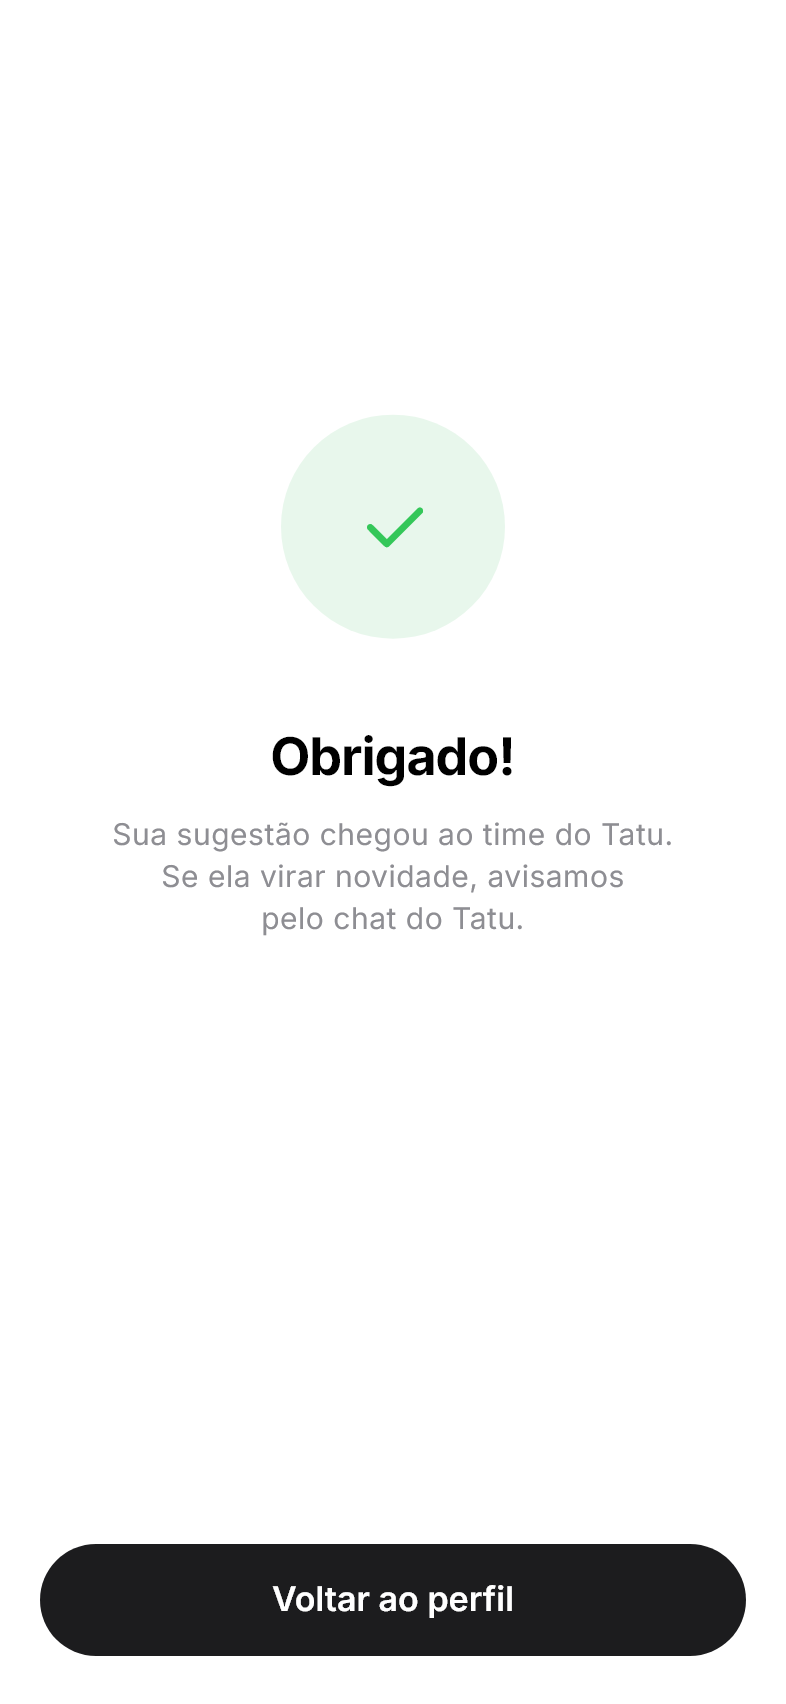 Obrigado!
Sua sugestão chegou ao time do Tatu.
Se ela virar novidade, avisamos
pelo chat do Tatu.
Voltar ao perfil